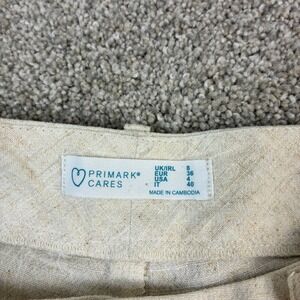 PRIMARK®
CARES
UK/IRL 8
EUR 36
USA 4
IT 40
MADE IN CAMBODIA